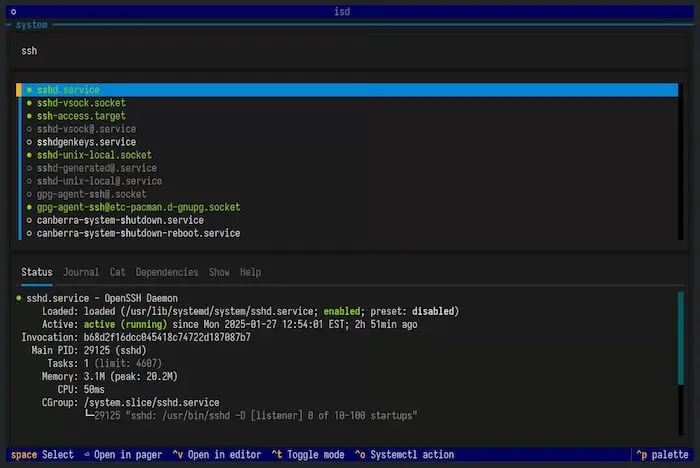 isd
system
ssh
● sshd.service
● sshd-vsock.socket
● ssh-access.target
○ sshd-vsock@.service
○ sshdgenkeys.service
● sshd-unix-local.socket
○ sshd-generated@.service
○ sshd-unix-local@.service
○ gpg-agent-ssh@.socket
● gpg-agent-ssh@etc-pacman.d-gnupg.socket
○ canberra-system-shutdown.service
○ canberra-system-shutdown-reboot.service
Status Journal Cat Dependencies Show Help
● sshd.service - OpenSSH Daemon
Loaded: loaded (/usr/lib/systemd/system/sshd.service; enabled; preset: disabled)
Active: active (running) since Mon 2025-01-27 12:54:01 EST; 2h 51min ago
Invocation: b68d2f16dcc045418c74722d187087b7
Main PID: 29125 (sshd)
Tasks: 1 (limit: 4607)
Memory: 3.1M (peak: 20.2M)
CPU: 50ms
CGroup: /system.slice/sshd.service
└─29125 "sshd: /usr/bin/sshd -D [listener] 0 of 10-100 startups"
space Select ⏎ Open in pager ^v Open in editor ^t Toggle mode ^o Systemctl action ^p palette